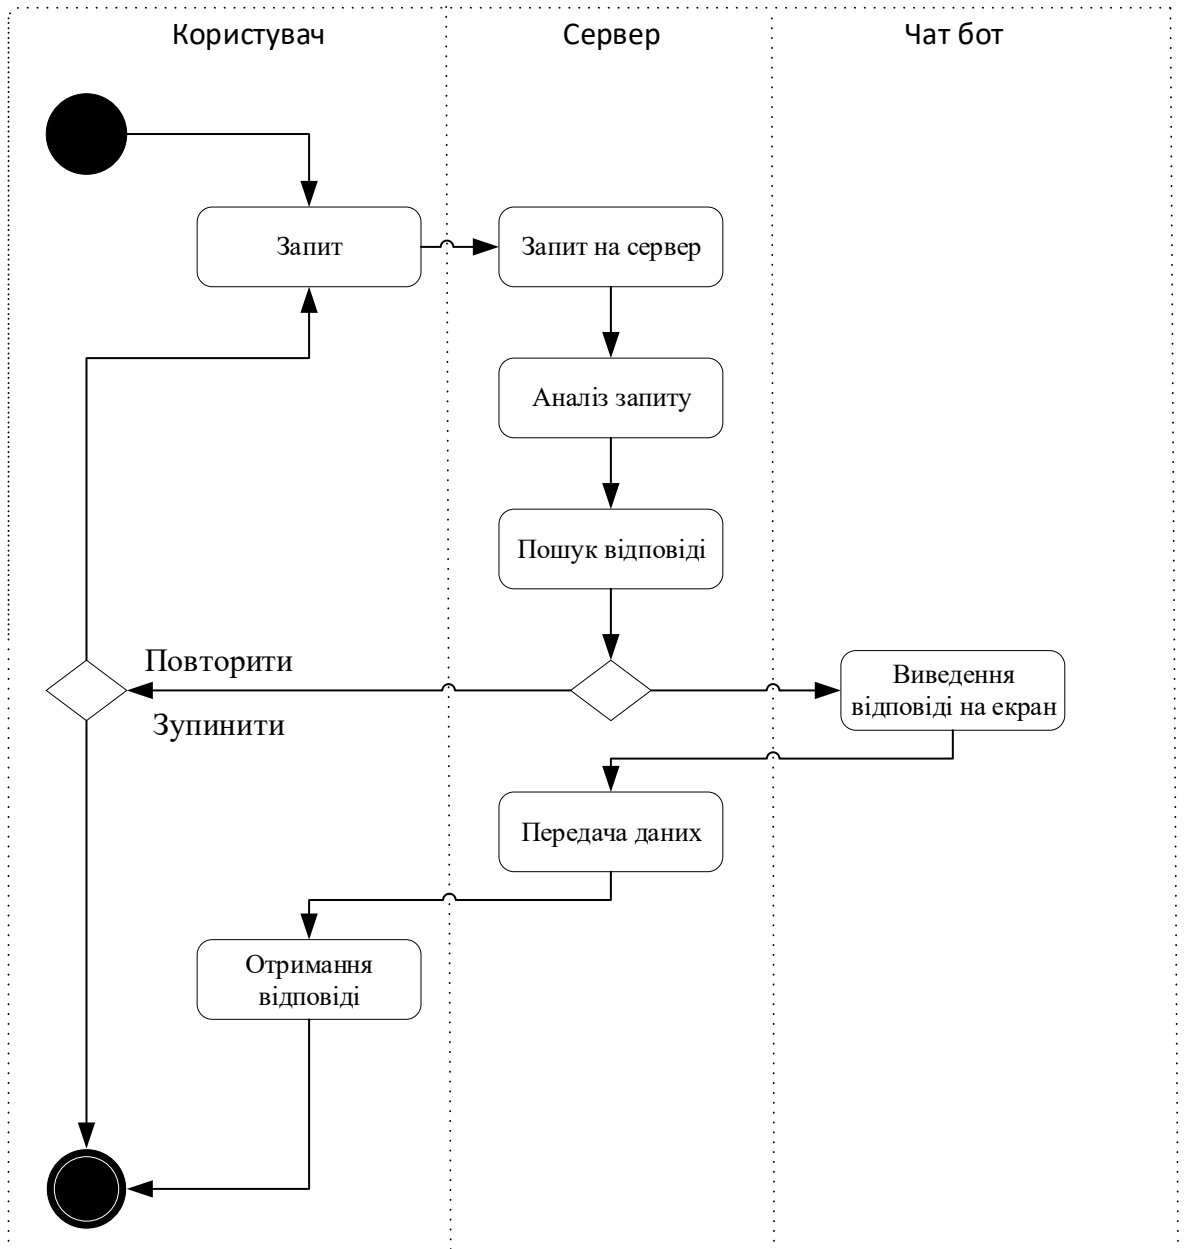 Користувач
Сервер
Чат бот
Запит
Запит на сервер
Аналіз запиту
Пошук відповіді
Повторити
Зупинити
Виведення
відповіді на екран
Передача даних
Отримання
відповіді